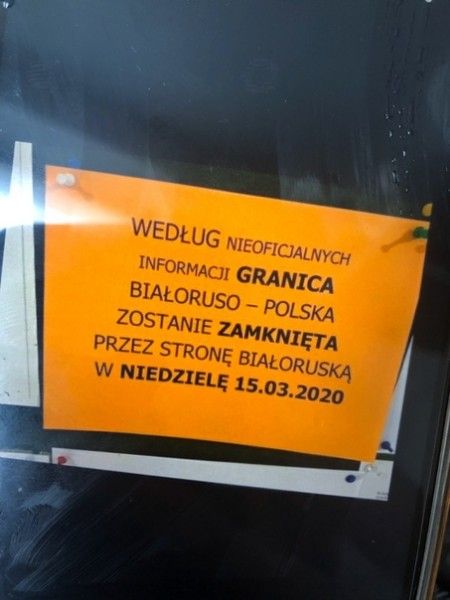 WEDŁUG NIEOFICJALNYCH
INFORMACJI GRANICA
BIAŁORUSO – POLSKA
ZOSTANIE ZAMKNIĘTA
PRZEZ STRONĘ BIAŁORUSKĄ
W NIEDZIELĘ 15.03.2020